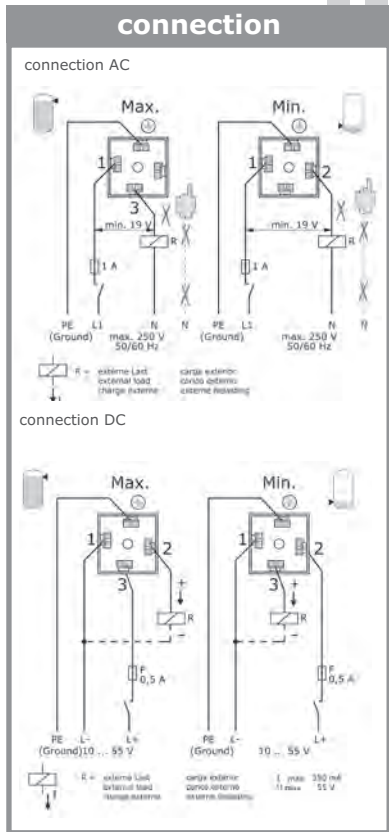 connection
connection AC
Max.
Min.
1
3
1
2
min. 19 V
R
min. 19 V
R
1 A
1 A
PE
L1
N
N
PE
L1
N
N
(Ground)
max. 250 V
50/60 Hz
(Ground)
max. 250 V
50/60 Hz
R = externe Last
external load
charge externe
carga exterior
carico esterno
externe
connection DC
Max.
Min.
1
2
3
1
2
3
+
R
-
+
R
-
F
0,5 A
F
0,5 A
PE
L-
L+
PE
L-
L+
(Ground)
10 ... 55 V
(Ground)
10 ... 55 V
R = externe Last
external load
charge externe
carga exterior
carico esterno
externe
I max 350 mA
U max 55 V
I